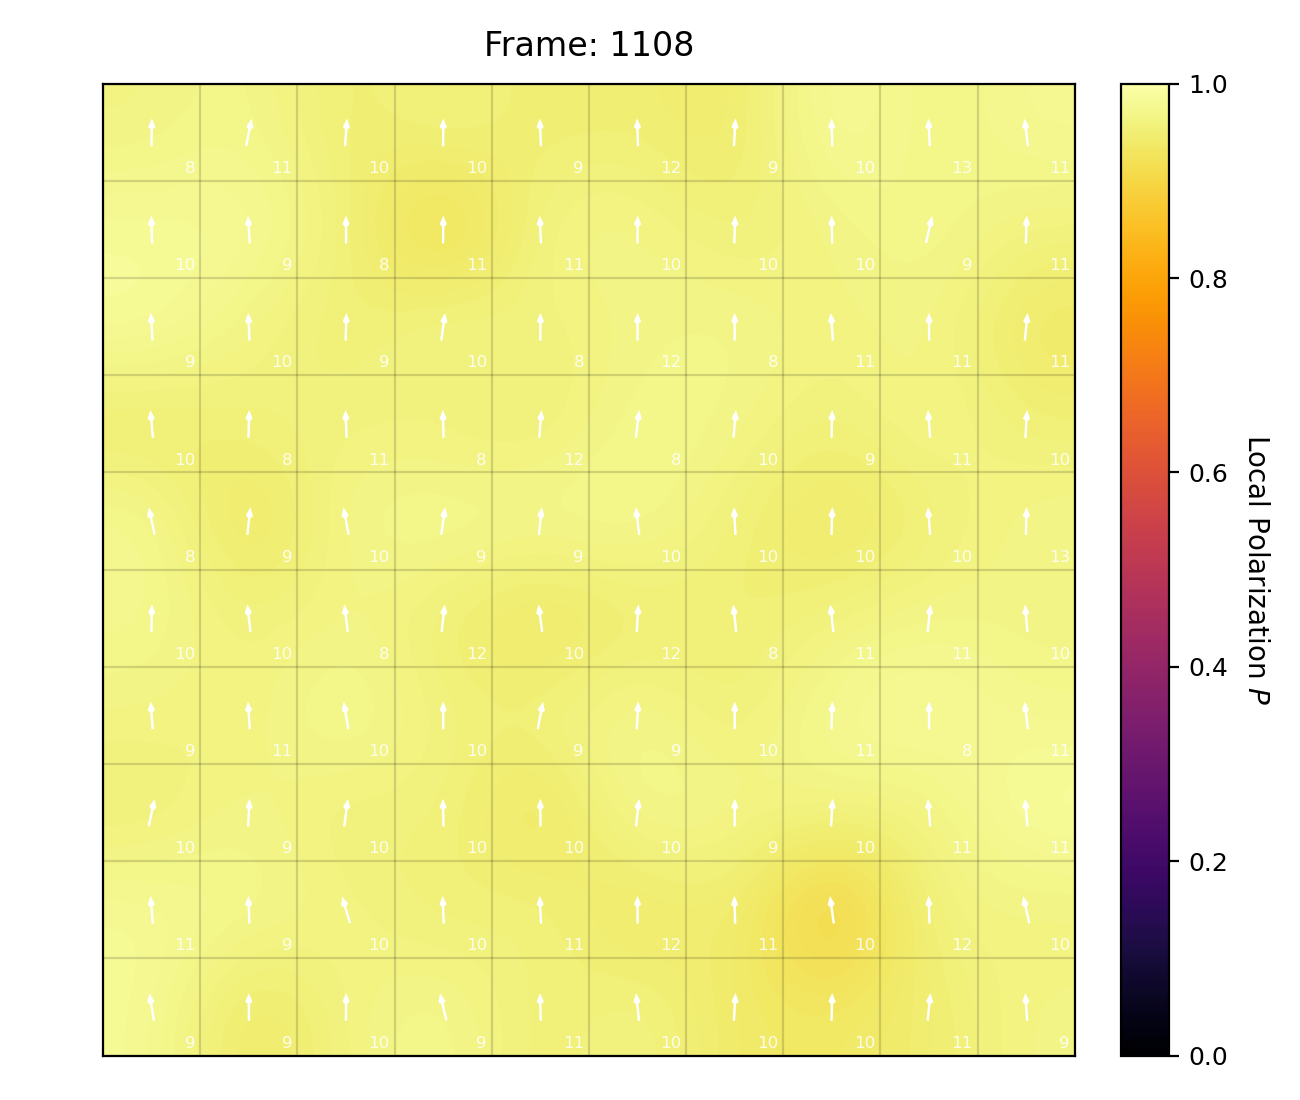 Frame: 1108
8 11 10 10 9 12 9 10 13 11
10 9 8 11 11 10 10 10 9 11
9 10 9 10 8 12 8 11 11 11
10 8 11 8 12 8 10 9 11 10
8 9 10 9 9 10 10 10 10 13
10 10 8 12 10 12 8 11 11 10
9 11 10 10 9 9 10 11 8 11
10 9 10 10 10 10 9 10 11 11
11 9 10 10 11 12 11 10 12 10
9 9 10 9 11 10 10 10 11 9
1.0
0.8
0.6
0.4
0.2
0.0
Local Polarization P